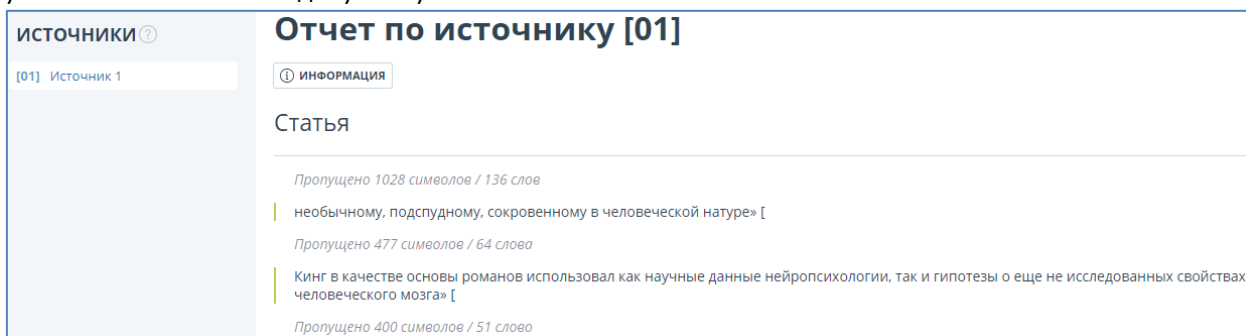 ИСТОЧНИКИ ?
[01] Источник 1
Отчет по источнику [01]
i ИНФОРМАЦИЯ
Статья
Пропущено 1028 символов / 136 слов
необычному, подспудному, сокровенному в человеческой натуре» [
Пропущено 477 символов / 64 слова
Кинг в качестве основы романов использовал как научные данные нейропсихологии, так и гипотезы о еще не исследованных свойствах
человеческого мозга» [
Пропущено 400 символов / 51 слово